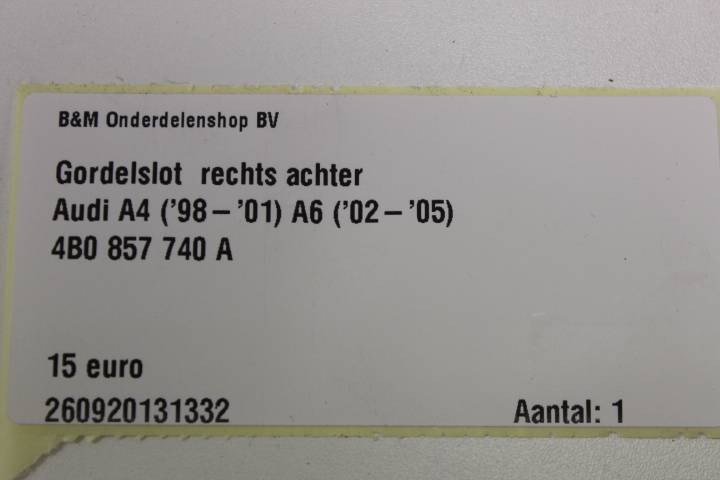 B&M Onderdelenshop BV
Gordelslot rechts achter
Audi A4 ('98–'01) A6 ('02–'05)
4B0 857 740 A
15 euro
260920131332 Aantal: 1